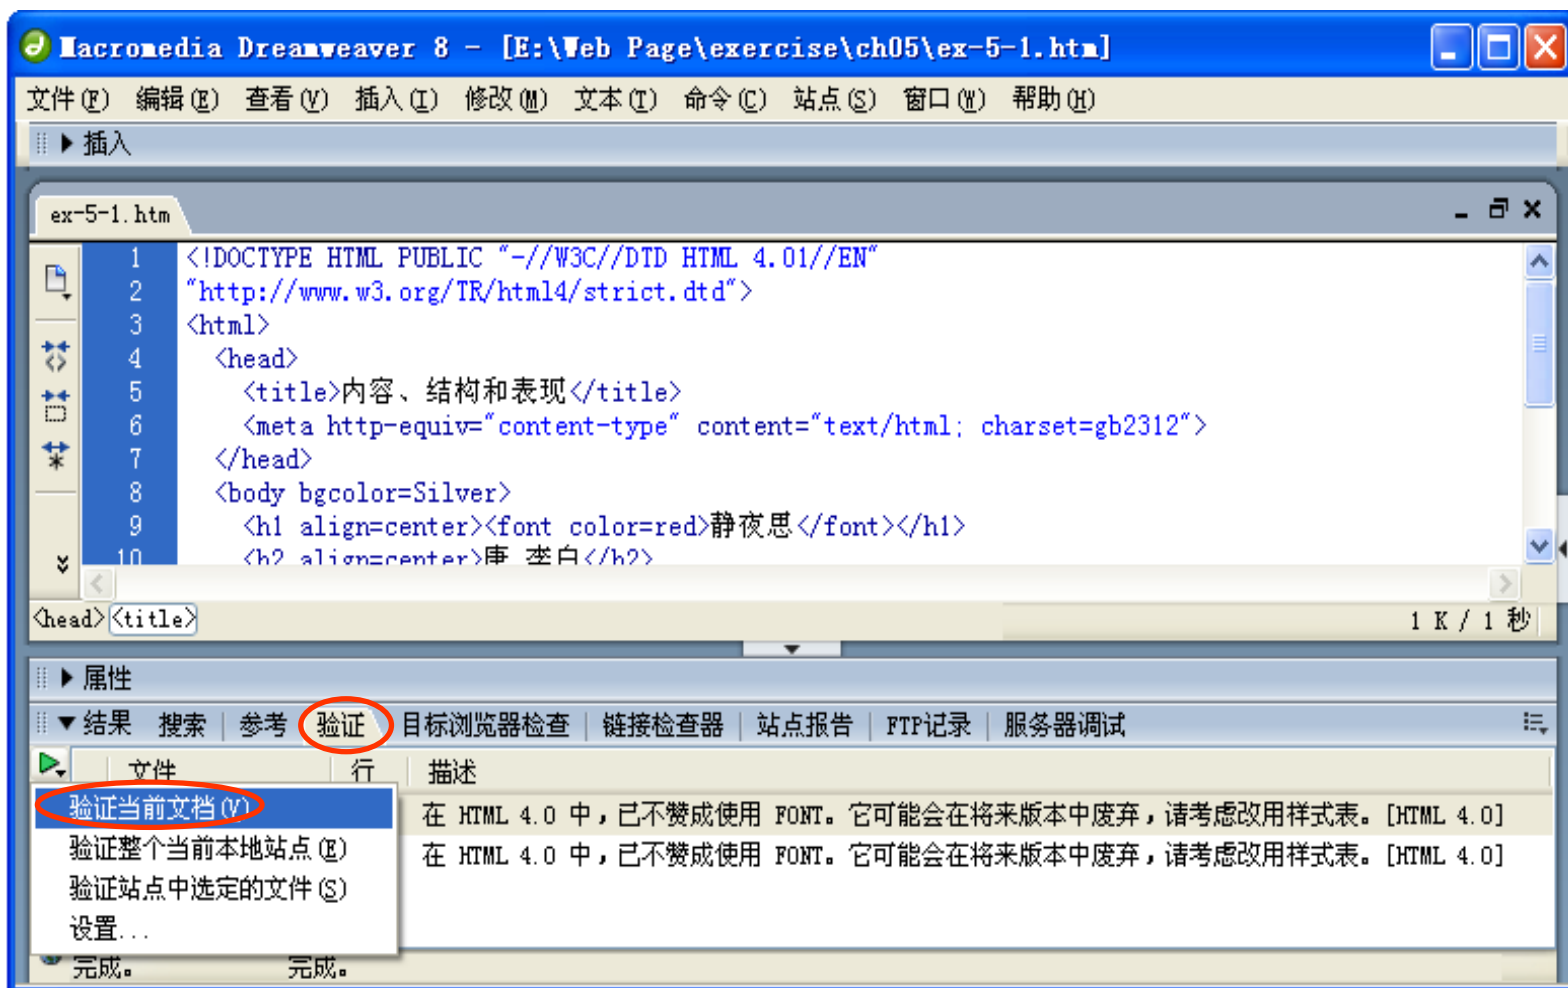 Macromedia Dreamweaver 8 - [E:\Web Page\exercise\ch05\ex-5-1.htm]
文件(F) 编辑(E) 查看(V) 插入(I) 修改(M) 文本(T) 命令(C) 站点(S) 窗口(W) 帮助(H)
插入
ex-5-1.htm
1 <!DOCTYPE HTML PUBLIC "-//W3C//DTD HTML 4.01//EN"
2 "http://www.w3.org/TR/html4/strict.dtd">
3 <html>
4 <head>
5 <title>内容、结构和表现</title>
6 <meta http-equiv="content-type" content="text/html; charset=gb2312">
7 </head>
8 <body bgcolor=Silver>
9 <h1 align=center><font color=red>静夜思</font></h1>
10 <h2 align=center>唐 李白</h2>
<head><title> 1 K / 1 秒
属性
结果 搜索 参考 验证 目标浏览器检查 链接检查器 站点报告 FTP记录 服务器调试
文件 行 描述
验证当前文档(V) 在 HTML 4.0 中，已不赞成使用 FONT。它可能会在将来版本中废弃，请考虑改用样式表。[HTML 4.0]
验证整个当前本地站点(E) 在 HTML 4.0 中，已不赞成使用 FONT。它可能会在将来版本中废弃，请考虑改用样式表。[HTML 4.0]
验证站点中选定的文件(S)
设置...
完成。 完成。